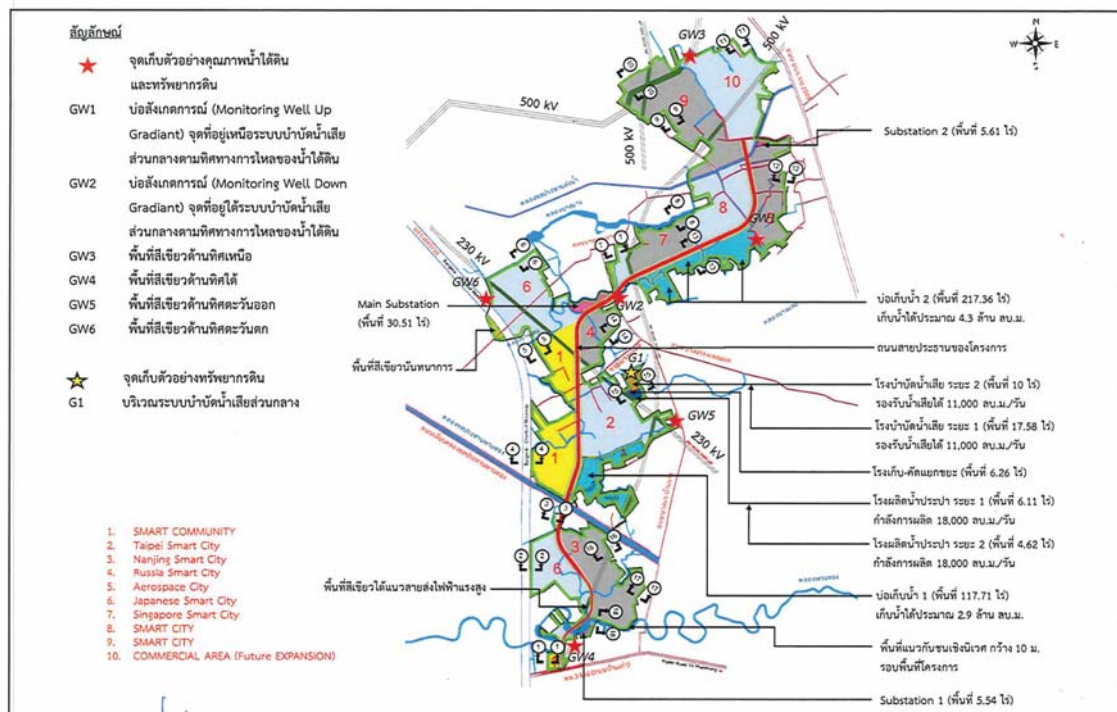 สัญลักษณ์
จุดเก็บตัวอย่างคุณภาพน้ำใต้ดิน
และทรัพยากรดิน
GW1 บ่อสังเกตการณ์ (Monitoring Well Up
Gradiant) จุดที่อยู่เหนือระบบบำบัดน้ำเสีย
ส่วนกลางตามทิศทางการไหลของน้ำใต้ดิน
GW2 บ่อสังเกตการณ์ (Monitoring Well Down
Gradiant) จุดที่อยู่ใต้ระบบบำบัดน้ำเสีย
ส่วนกลางตามทิศทางการไหลของน้ำใต้ดิน
GW3 พื้นที่สีเขียวด้านทิศเหนือ
GW4 พื้นที่สีเขียวด้านทิศใต้
GW5 พื้นที่สีเขียวด้านทิศตะวันออก
GW6 พื้นที่สีเขียวด้านทิศตะวันตก
จุดเก็บตัวอย่างทรัพยากรดิน
G1 บริเวณระบบบำบัดน้ำเสียส่วนกลาง
1. SMART COMMUNITY
2. Taipei Smart City
3. Nanjing Smart City
4. Russia Smart City
5. Aerospace City
6. Japanese Smart City
7. Singapore Smart City
8. SMART CITY
9. SMART CITY
10. COMMERCIAL AREA (Future EXPANSION)
N
W E
S
GW3
500 kV
500 kV
500 kV
10
9
8
7
230 kV
GW6
6
GW2
4
1
G1
2
GW5
230 kV
1
3
6
GW4
Main Substation
(พื้นที่ 30.51 ไร่)
พื้นที่สีเขียวนันทนาการ
พื้นที่สีเขียวใต้แนวสายส่งไฟฟ้าแรงสูง
Substation 2 (พื้นที่ 5.61 ไร่)
บ่อเก็บน้ำ 2 (พื้นที่ 217.36 ไร่)
เก็บน้ำได้ประมาณ 4.3 ล้าน ลบ.ม.
ถนนสายประธานของโครงการ
โรงบำบัดน้ำเสีย ระยะ 2 (พื้นที่ 10 ไร่)
รองรับน้ำเสียได้ 11,000 ลบ.ม./วัน
โรงบำบัดน้ำเสีย ระยะ 1 (พื้นที่ 17.58 ไร่)
รองรับน้ำเสียได้ 11,000 ลบ.ม./วัน
โรงเก็บ-คัดแยกขยะ (พื้นที่ 6.26 ไร่)
โรงผลิตน้ำประปา ระยะ 1 (พื้นที่ 6.11 ไร่)
กำลังการผลิต 18,000 ลบ.ม./วัน
โรงผลิตน้ำประปา ระยะ 2 (พื้นที่ 4.62 ไร่)
กำลังการผลิต 18,000 ลบ.ม./วัน
บ่อเก็บน้ำ 1 (พื้นที่ 117.71 ไร่)
เก็บน้ำได้ประมาณ 2.9 ล้าน ลบ.ม.
พื้นที่แนวกันชนเชิงนิเวศ กว้าง 10 ม.
รอบพื้นที่โครงการ
Substation 1 (พื้นที่ 5.54 ไร่)